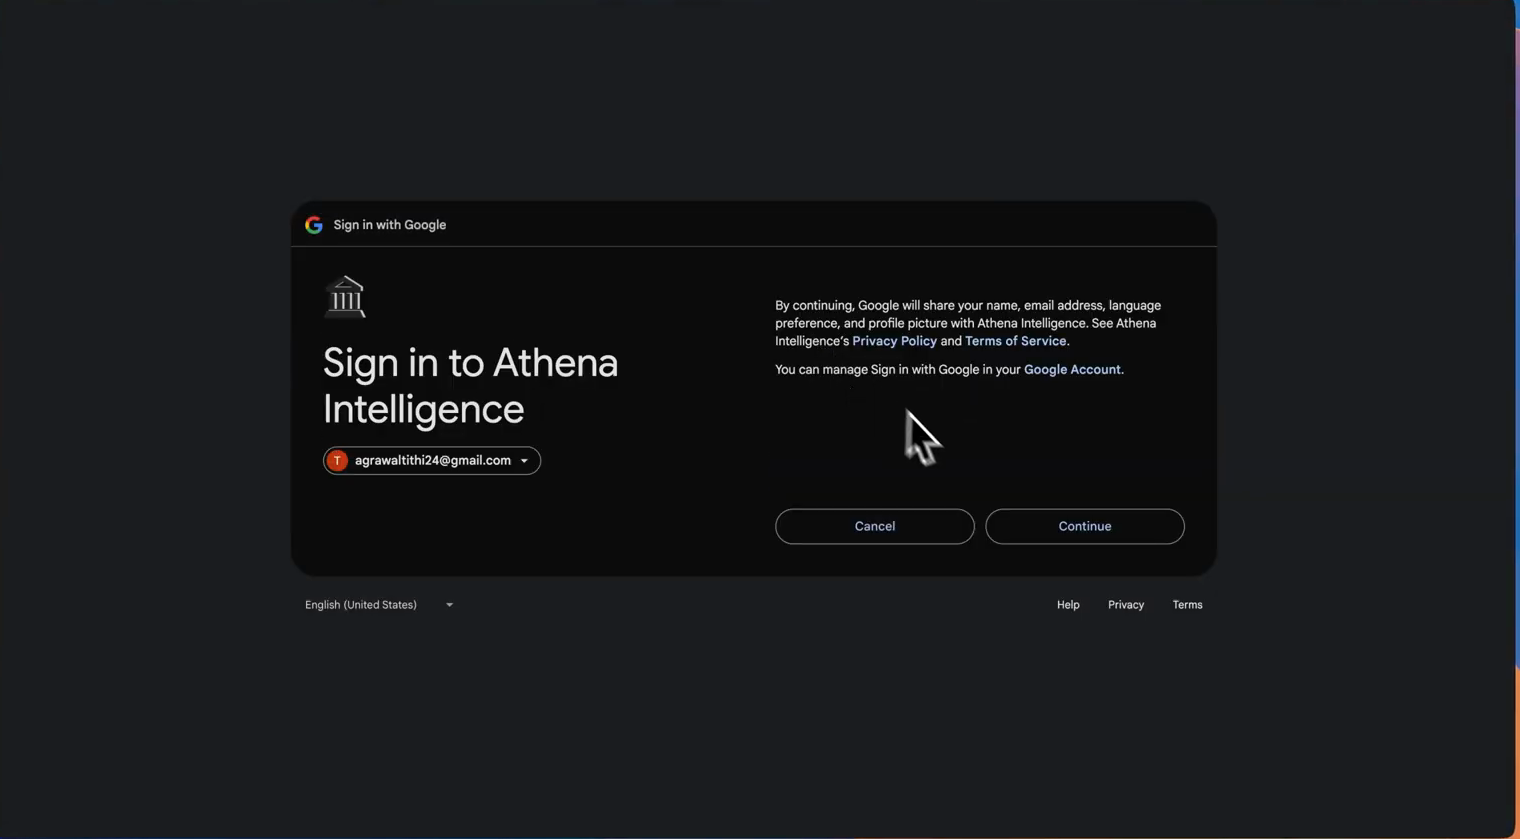 Sign in with Google
Sign in to Athena
Intelligence
T agrawaltithi24@gmail.com
By continuing, Google will share your name, email address, language
preference, and profile picture with Athena Intelligence. See Athena
Intelligence’s Privacy Policy and Terms of Service.
You can manage Sign in with Google in your Google Account.
Cancel
Continue
English (United States)
Help
Privacy
Terms